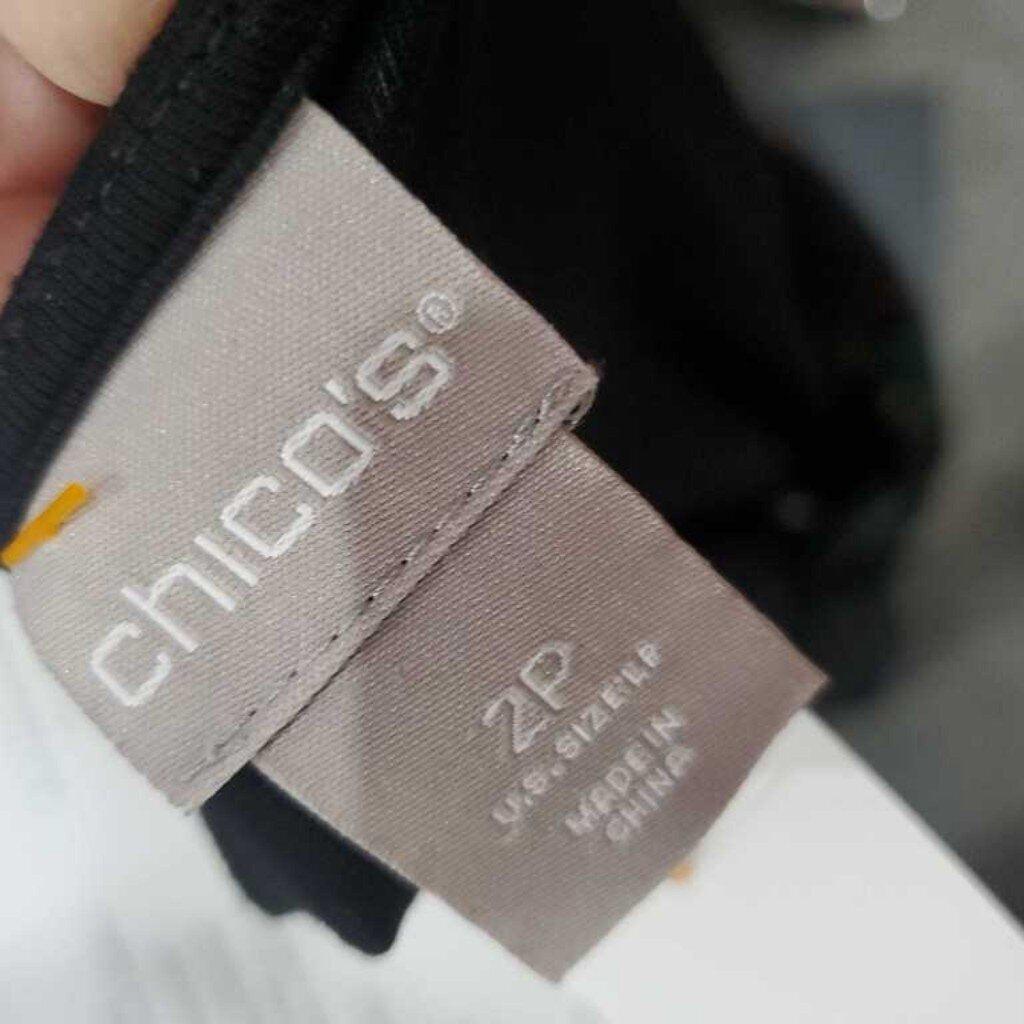 chico's®
2P
U.S. SIZE: LP
MADE IN
CHINA